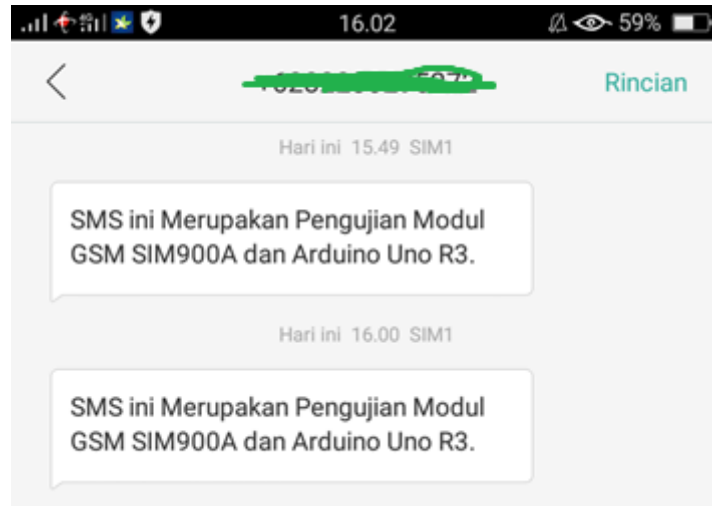 16.02
59%
Rincian
Hari ini 15.49 SIM1
SMS ini Merupakan Pengujian Modul
GSM SIM900A dan Arduino Uno R3.
Hari ini 16.00 SIM1
SMS ini Merupakan Pengujian Modul
GSM SIM900A dan Arduino Uno R3.